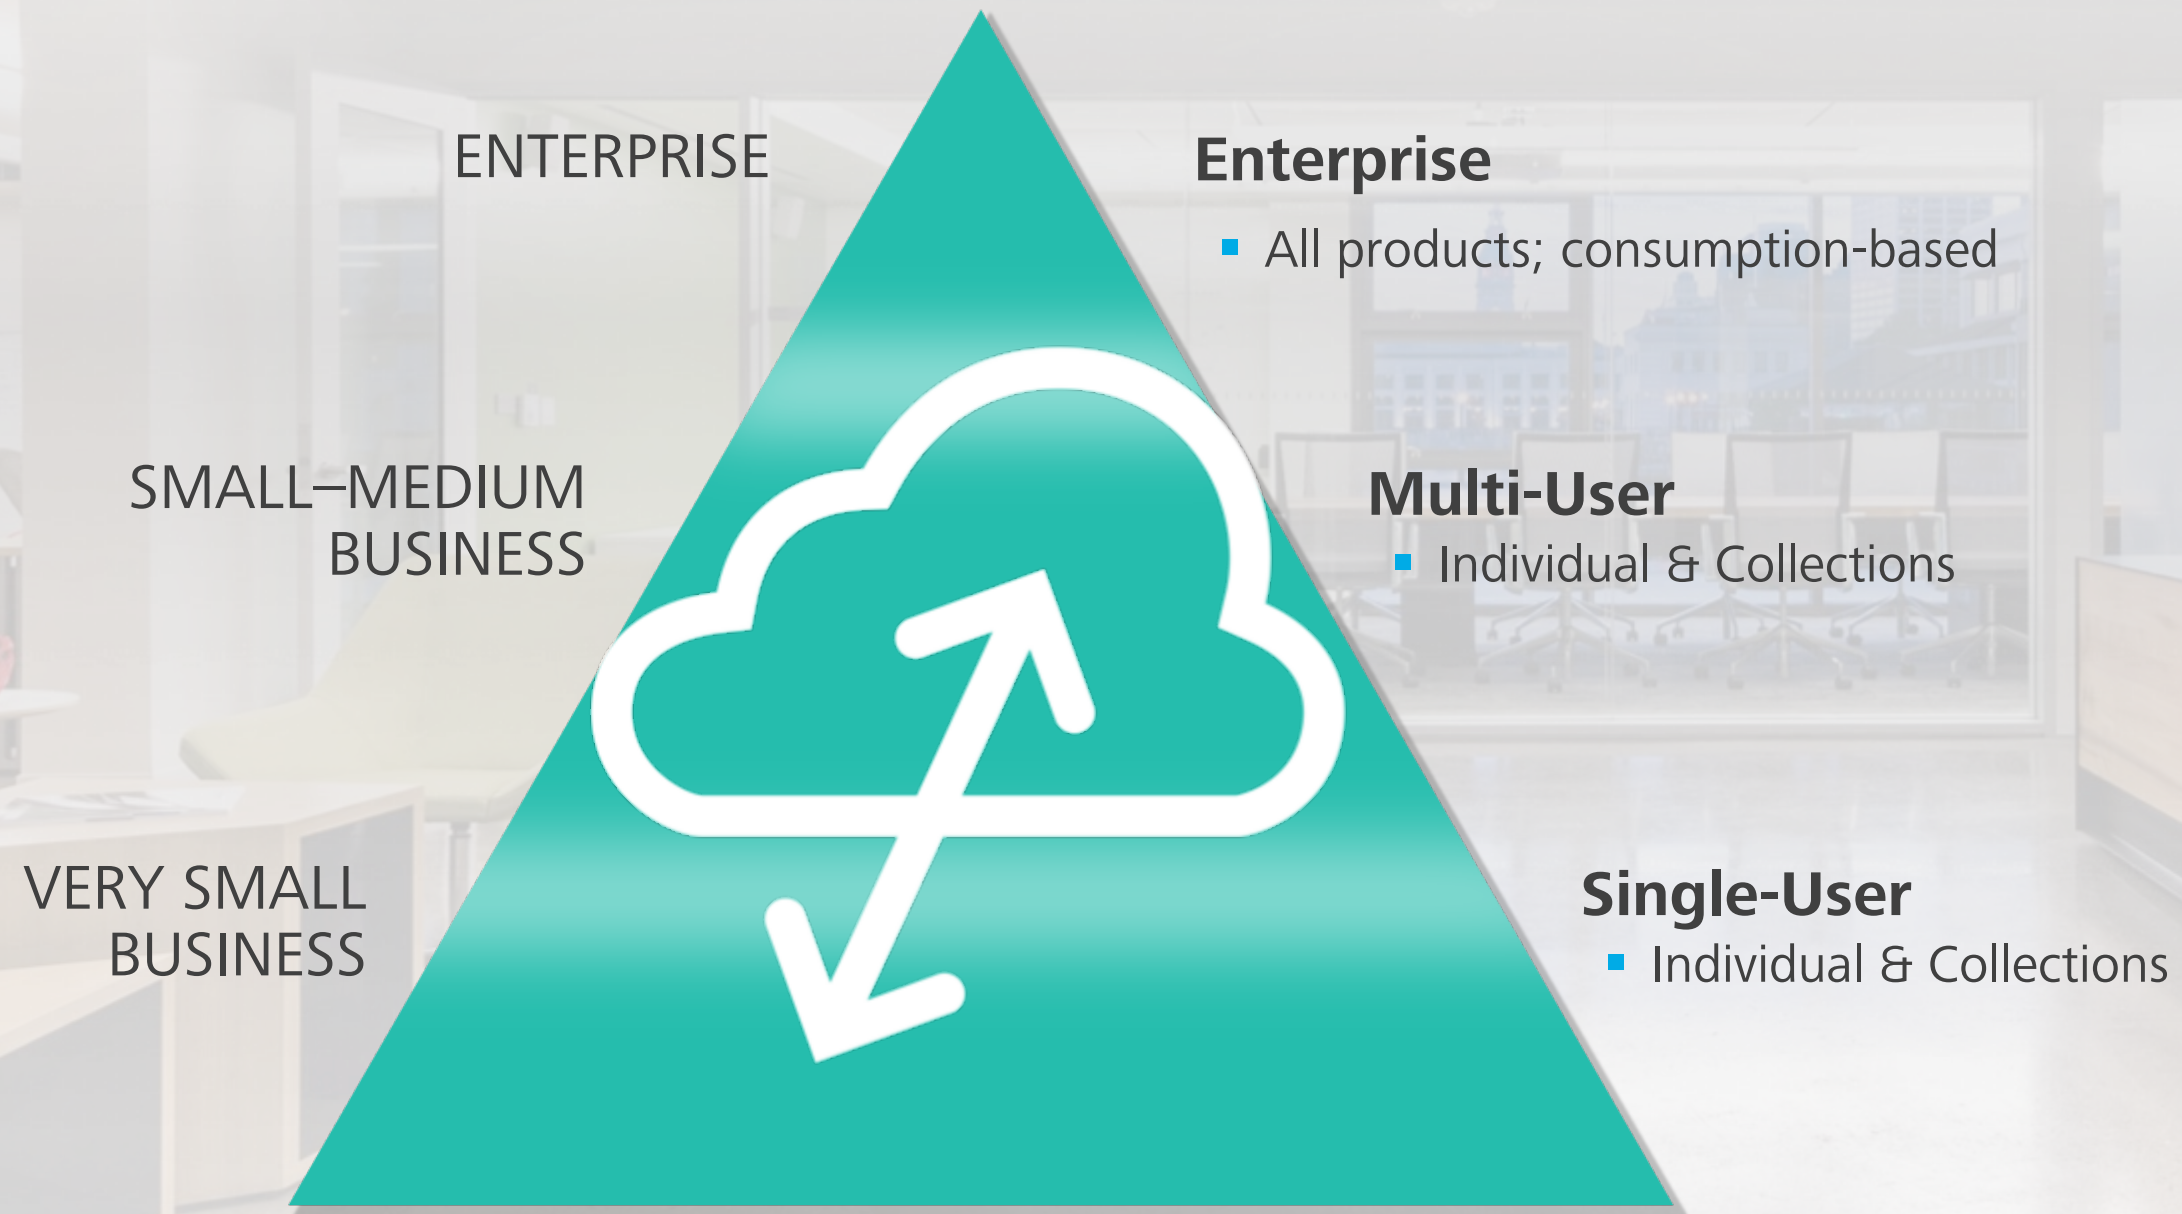 ENTERPRISE
Enterprise
All products; consumption-based
SMALL–MEDIUM
BUSINESS
Multi-User
Individual & Collections
VERY SMALL
BUSINESS
Single-User
Individual & Collections